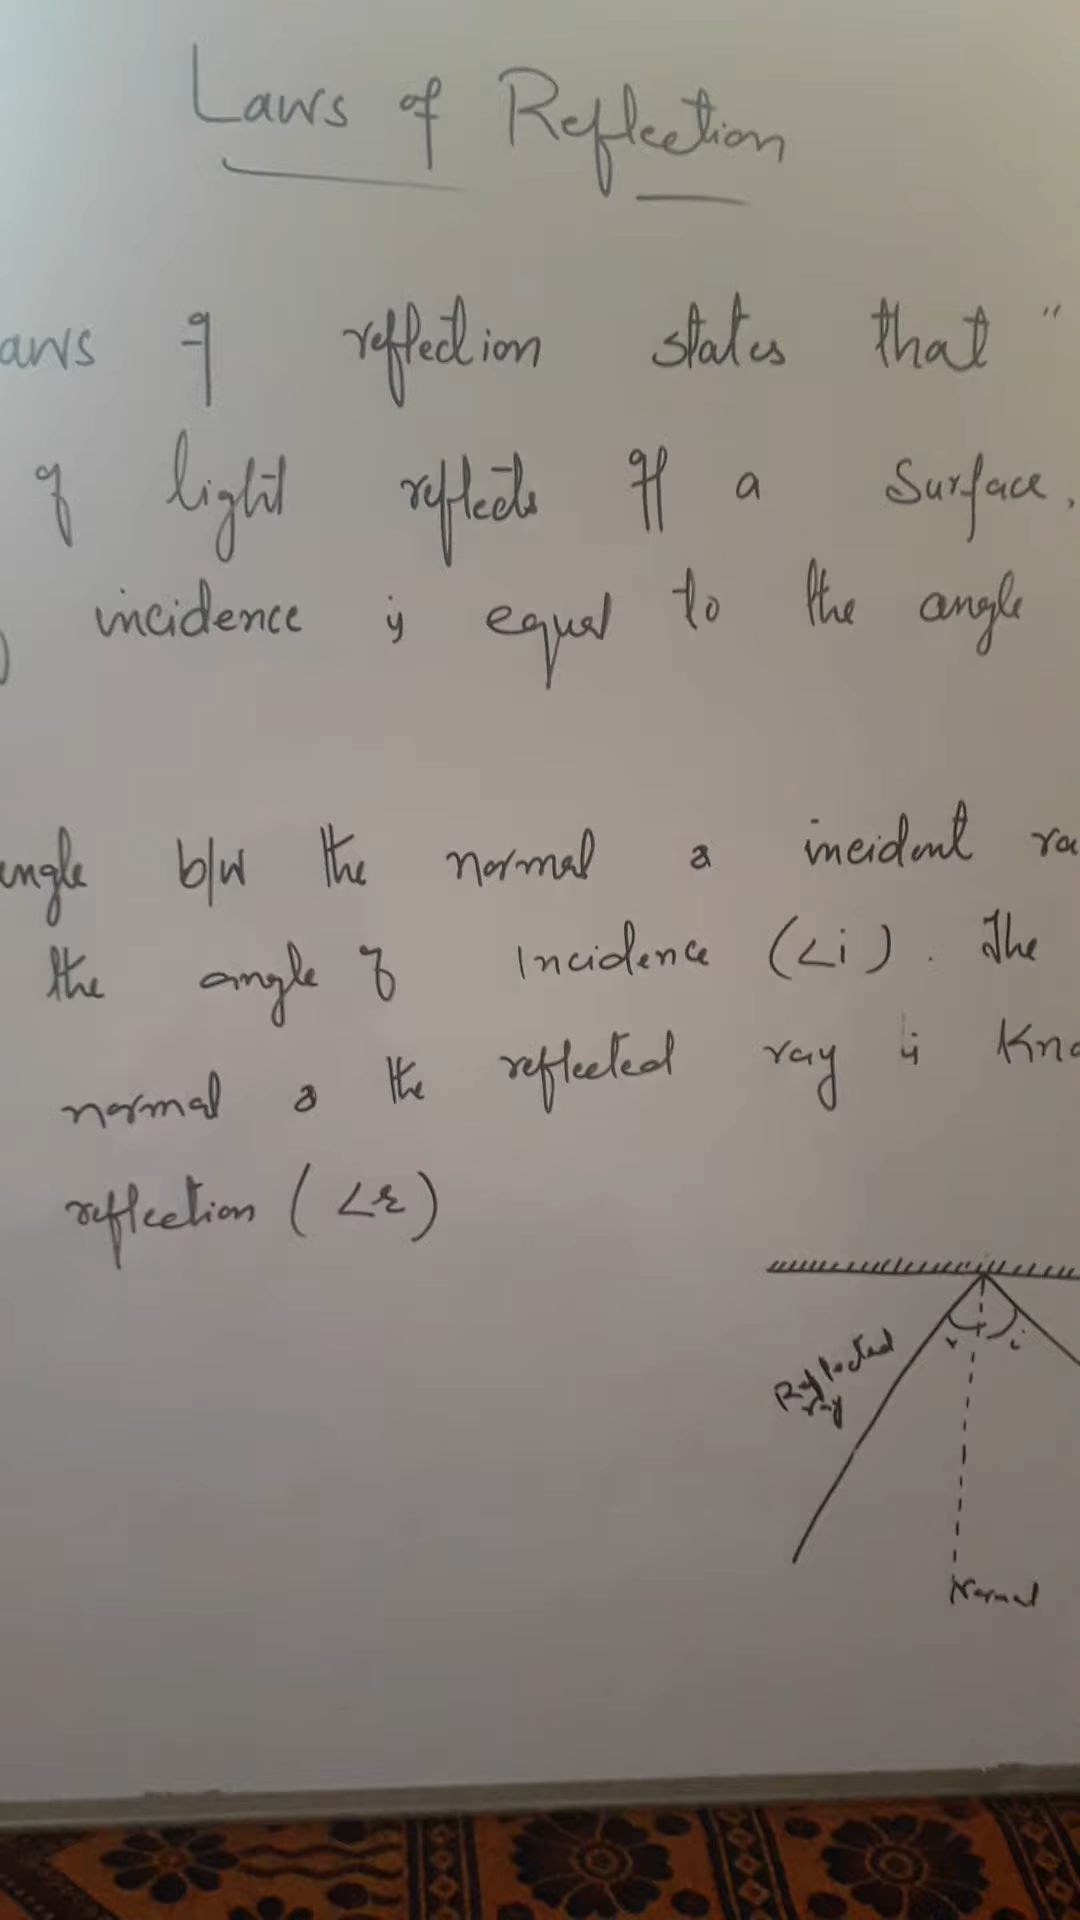 Laws of Reflection
aws of reflection states that "
of light reflects off a surface,
incidence is equal to the angle
angle b/w the normal & incident ra
the angle of Incidence (∠i). The
normal & the reflected ray is Kno
reflection (∠r)
r i
Reflected
ray
Normal